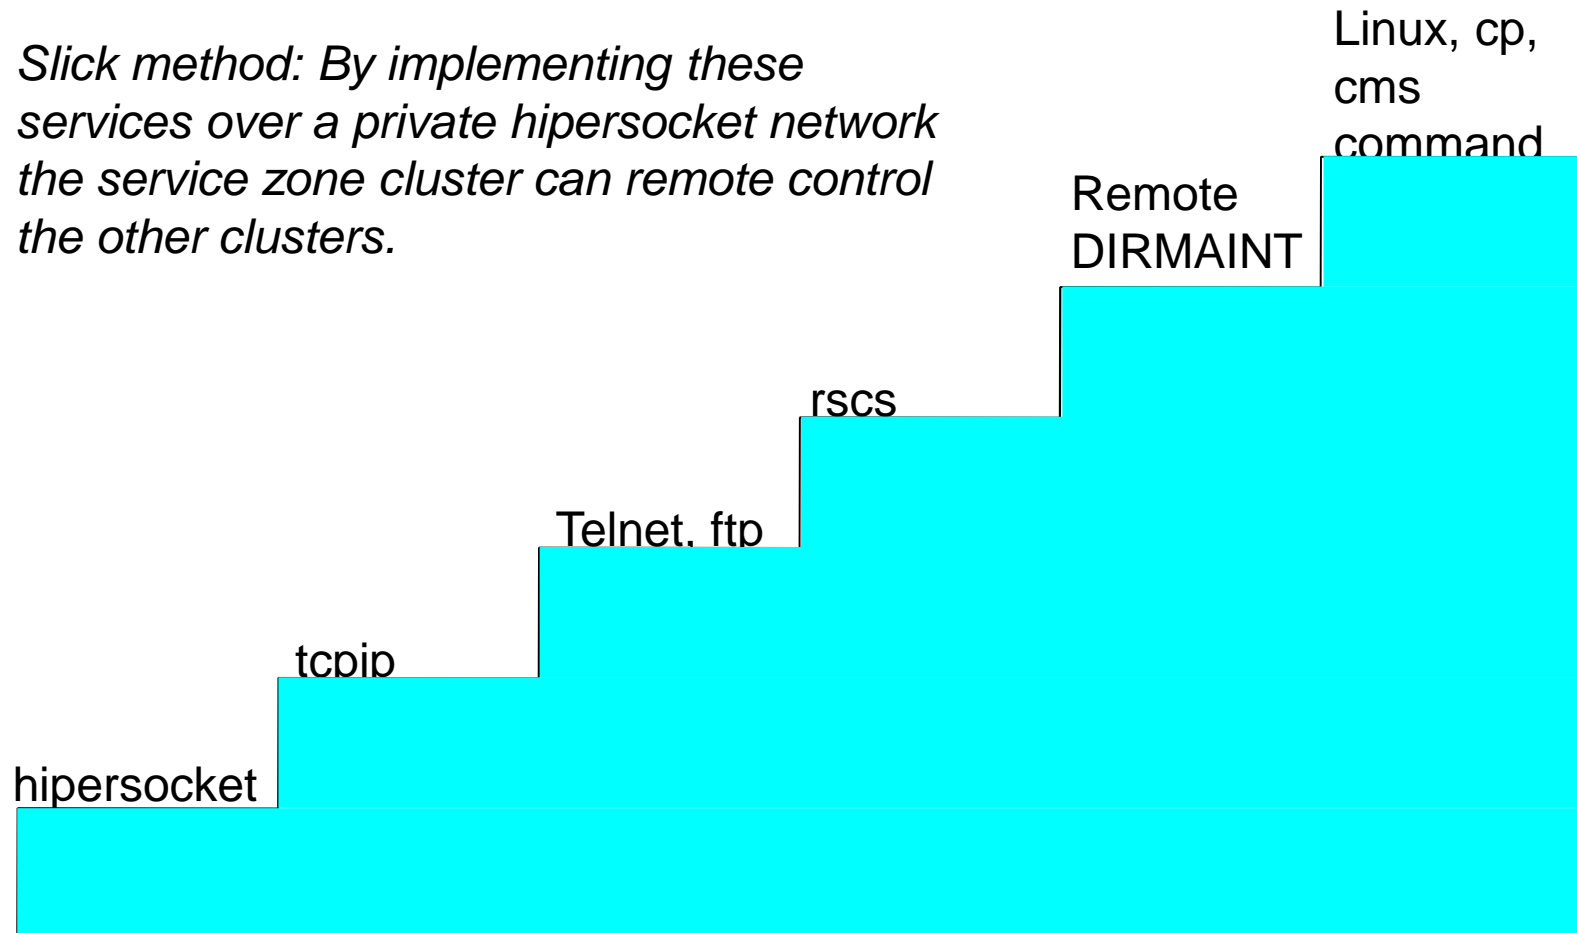 Slick method: By implementing these
services over a private hipersocket network
the service zone cluster can remote control
the other clusters.
Linux, cp,
cms
command
Remote
DIRMAINT
rscs
Telnet, ftp
tcpip
hipersocket